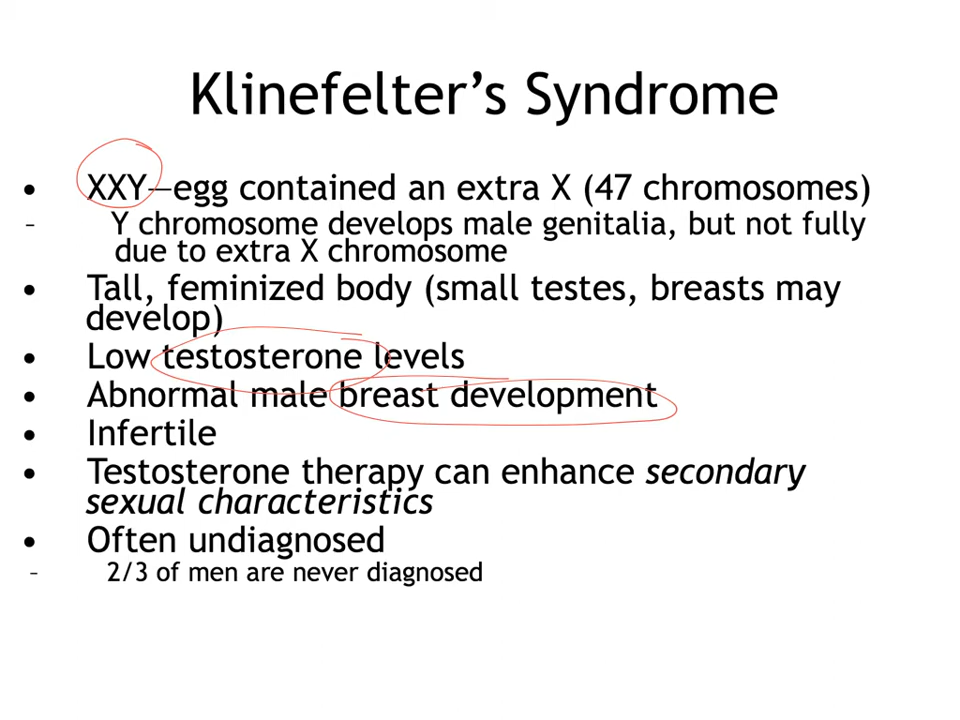 Klinefelter’s Syndrome
• XXY—egg contained an extra X (47 chromosomes)
– Y chromosome develops male genitalia, but not fully
due to extra X chromosome
• Tall, feminized body (small testes, breasts may
develop)
• Low testosterone levels
• Abnormal male breast development
• Infertile
• Testosterone therapy can enhance secondary
sexual characteristics
• Often undiagnosed
– 2/3 of men are never diagnosed